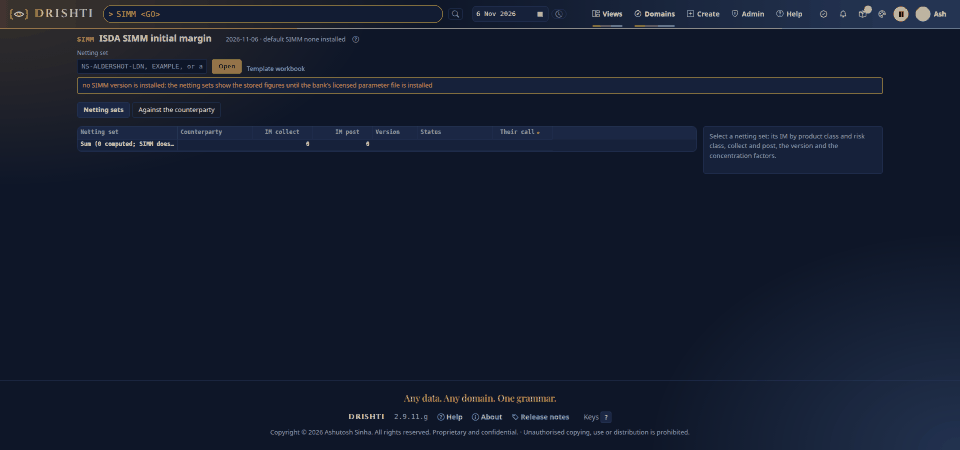 DRISHTI
> SIMM <GO>
6 Nov 2026
Views
Domains
Create
Admin
Help
Ash
SIMM ISDA SIMM initial margin 2026-11-06 · default SIMM none installed
Netting set
NS-ALDERSHOT-LDN, EXAMPLE, or a
Open
Template workbook
no SIMM version is installed: the netting sets show the stored figures until the bank's licensed parameter file is installed
Netting sets
Against the counterparty
Netting set Counterparty IM collect IM post Version Status Their call
Sum (0 computed; SIMM does… 0 0
Select a netting set: its IM by product class and risk
class, collect and post, the version and the
concentration factors.
Any data. Any domain. One grammar.
DRISHTI 2.9.11.g Help About Release notes Keys ?
Copyright © 2026 Ashutosh Sinha. All rights reserved. Proprietary and confidential. · Unauthorised copying, use or distribution is prohibited.